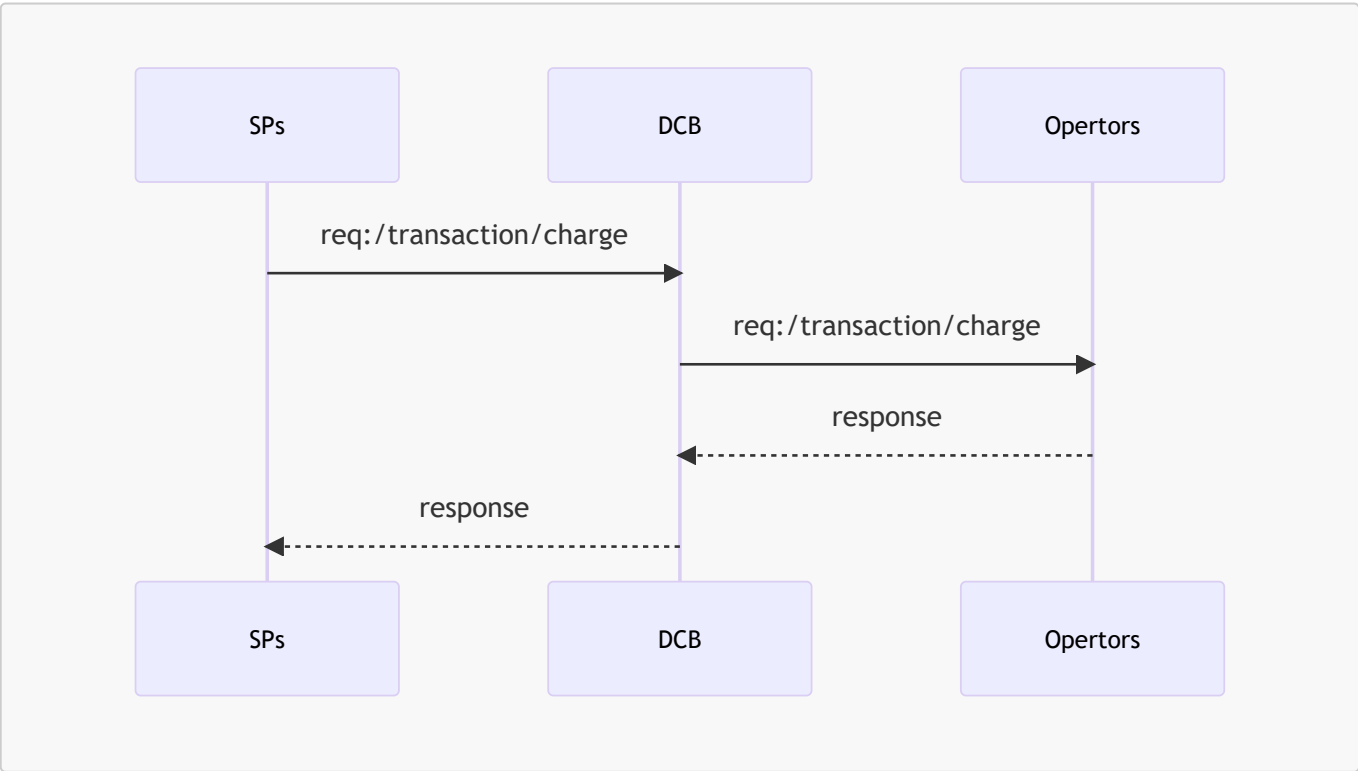 SPs
DCB
Opertors
req:/transaction/charge
req:/transaction/charge
response
response
SPs
DCB
Opertors